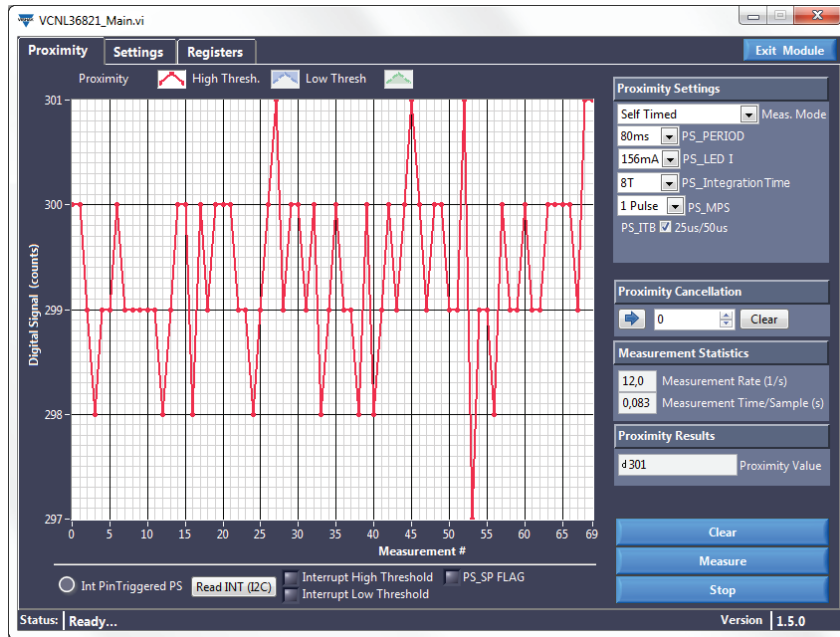 VCNL36821_Main.vi
Proximity Settings Registers Exit Module
Proximity High Thresh. Low Thresh
301
300
299
298
297
Digital Signal (counts)
0 5 10 15 20 25 30 35 40 45 50 55 60 65 69
Measurement #
Proximity Settings
Self Timed Meas. Mode
80ms PS_PERIOD
156mA PS_LED I
8T PS_IntegrationTime
1 Pulse PS_MPS
PS_ITB 25us/50us
Proximity Cancellation
0 Clear
Measurement Statistics
12,0 Measurement Rate (1/s)
0,083 Measurement Time/Sample (s)
Proximity Results
d 301 Proximity Value
Clear
Measure
Stop
Int PinTriggered PS Read INT (I2C) Interrupt High Threshold PS_SP FLAG
Interrupt Low Threshold
Status: Ready... Version 1.5.0